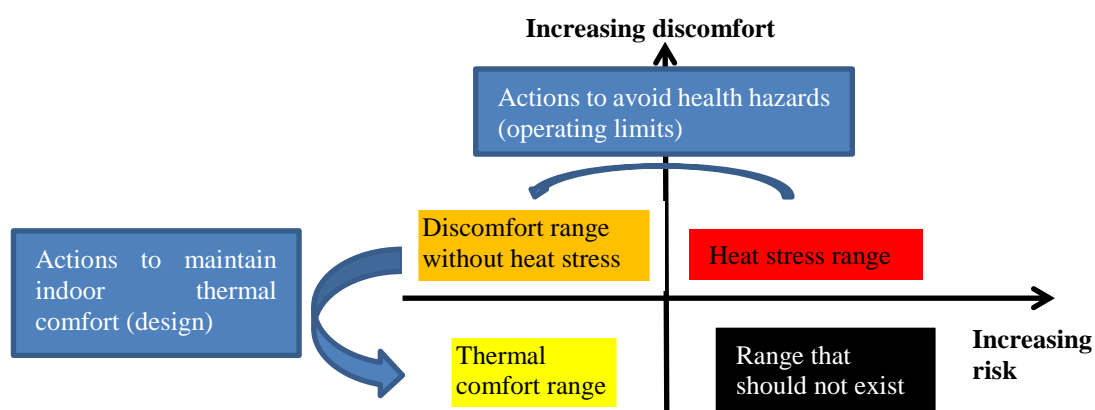 Increasing discomfort
Actions to avoid health hazards
(operating limits)
Discomfort range
without heat stress
Heat stress range
Actions to maintain
indoor thermal
comfort (design)
Increasing
risk
Thermal
comfort range
Range that
should not exist